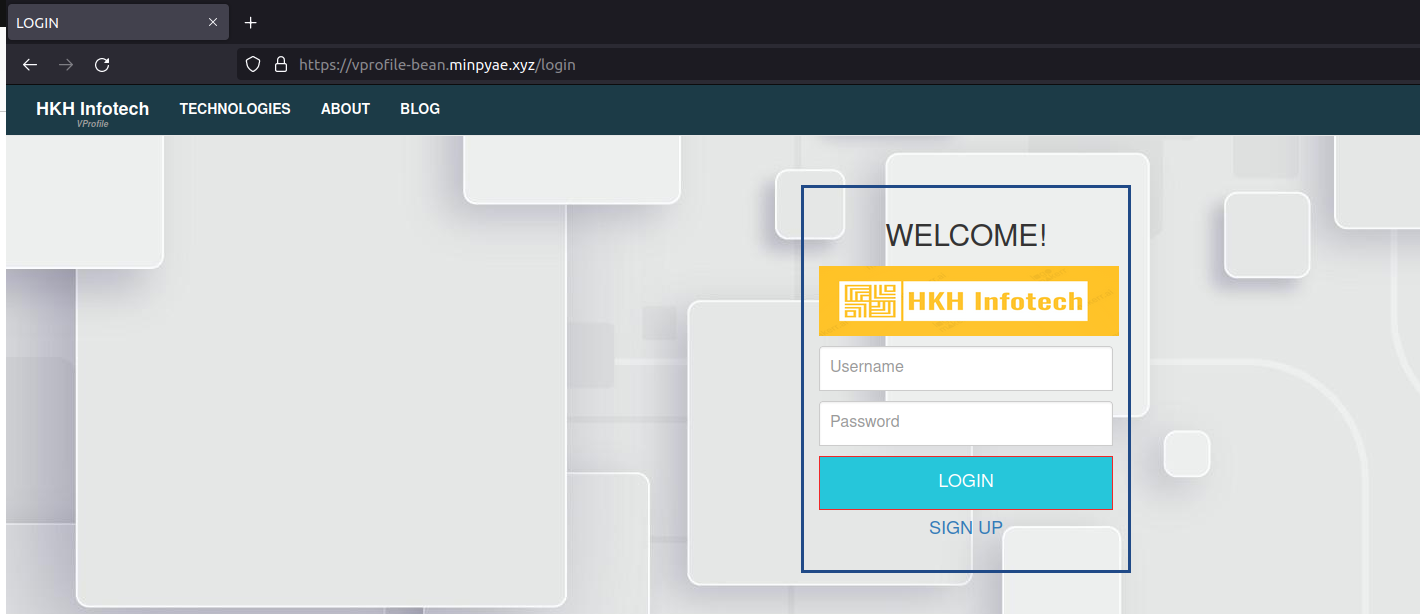 LOGIN
https://vprofile-bean.minpyae.xyz/login
HKH Infotech TECHNOLOGIES ABOUT BLOG
VProfile
WELCOME!
HKH Infotech
Username
Password
LOGIN
SIGN UP